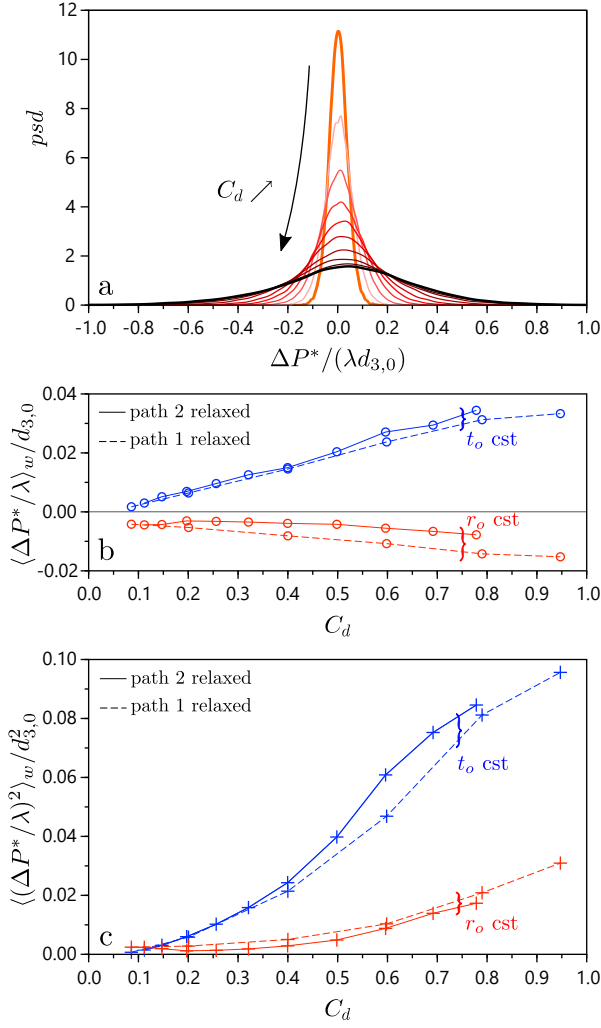 12
10
8
6
4
2
0
psd
C_d ↗
a
-1.0 -0.8 -0.6 -0.4 -0.2 0.0 0.2 0.4 0.6 0.8 1.0
ΔP*/(λd_{3,0})
0.04
0.02
0.00
-0.02
⟨ΔP*/λ⟩_w/d_{3,0}
path 2 relaxed
path 1 relaxed
t_o cst
r_o cst
b
0.0 0.1 0.2 0.3 0.4 0.5 0.6 0.7 0.8 0.9 1.0
C_d
0.10
0.08
0.06
0.04
0.02
0.00
⟨(ΔP*/λ)²⟩_w/d²_{3,0}
path 2 relaxed
path 1 relaxed
t_o cst
r_o cst
c
0.0 0.1 0.2 0.3 0.4 0.5 0.6 0.7 0.8 0.9 1.0
C_d